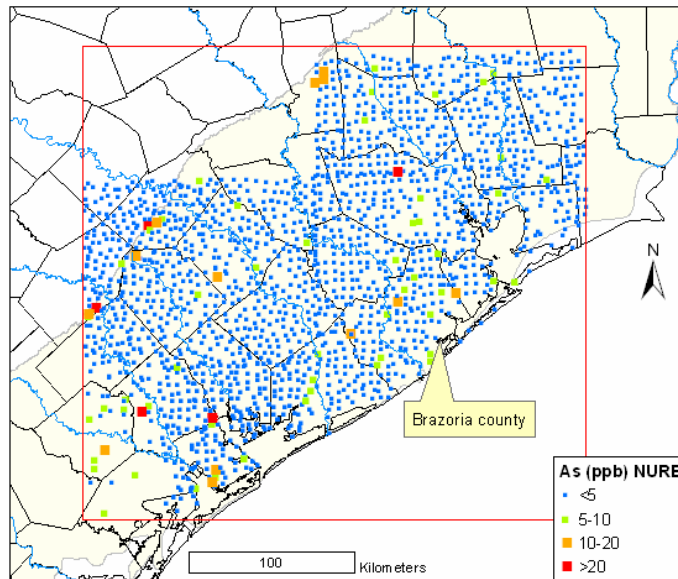 N
Brazoria county
As (ppb) NURE
<5
5-10
10-20
>20
100
Kilometers